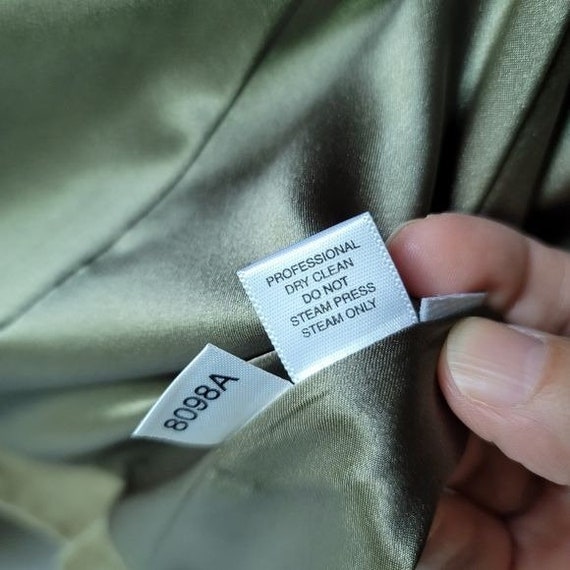 PROFESSIONAL
DRY CLEAN
DO NOT
STEAM PRESS
STEAM ONLY
8098A